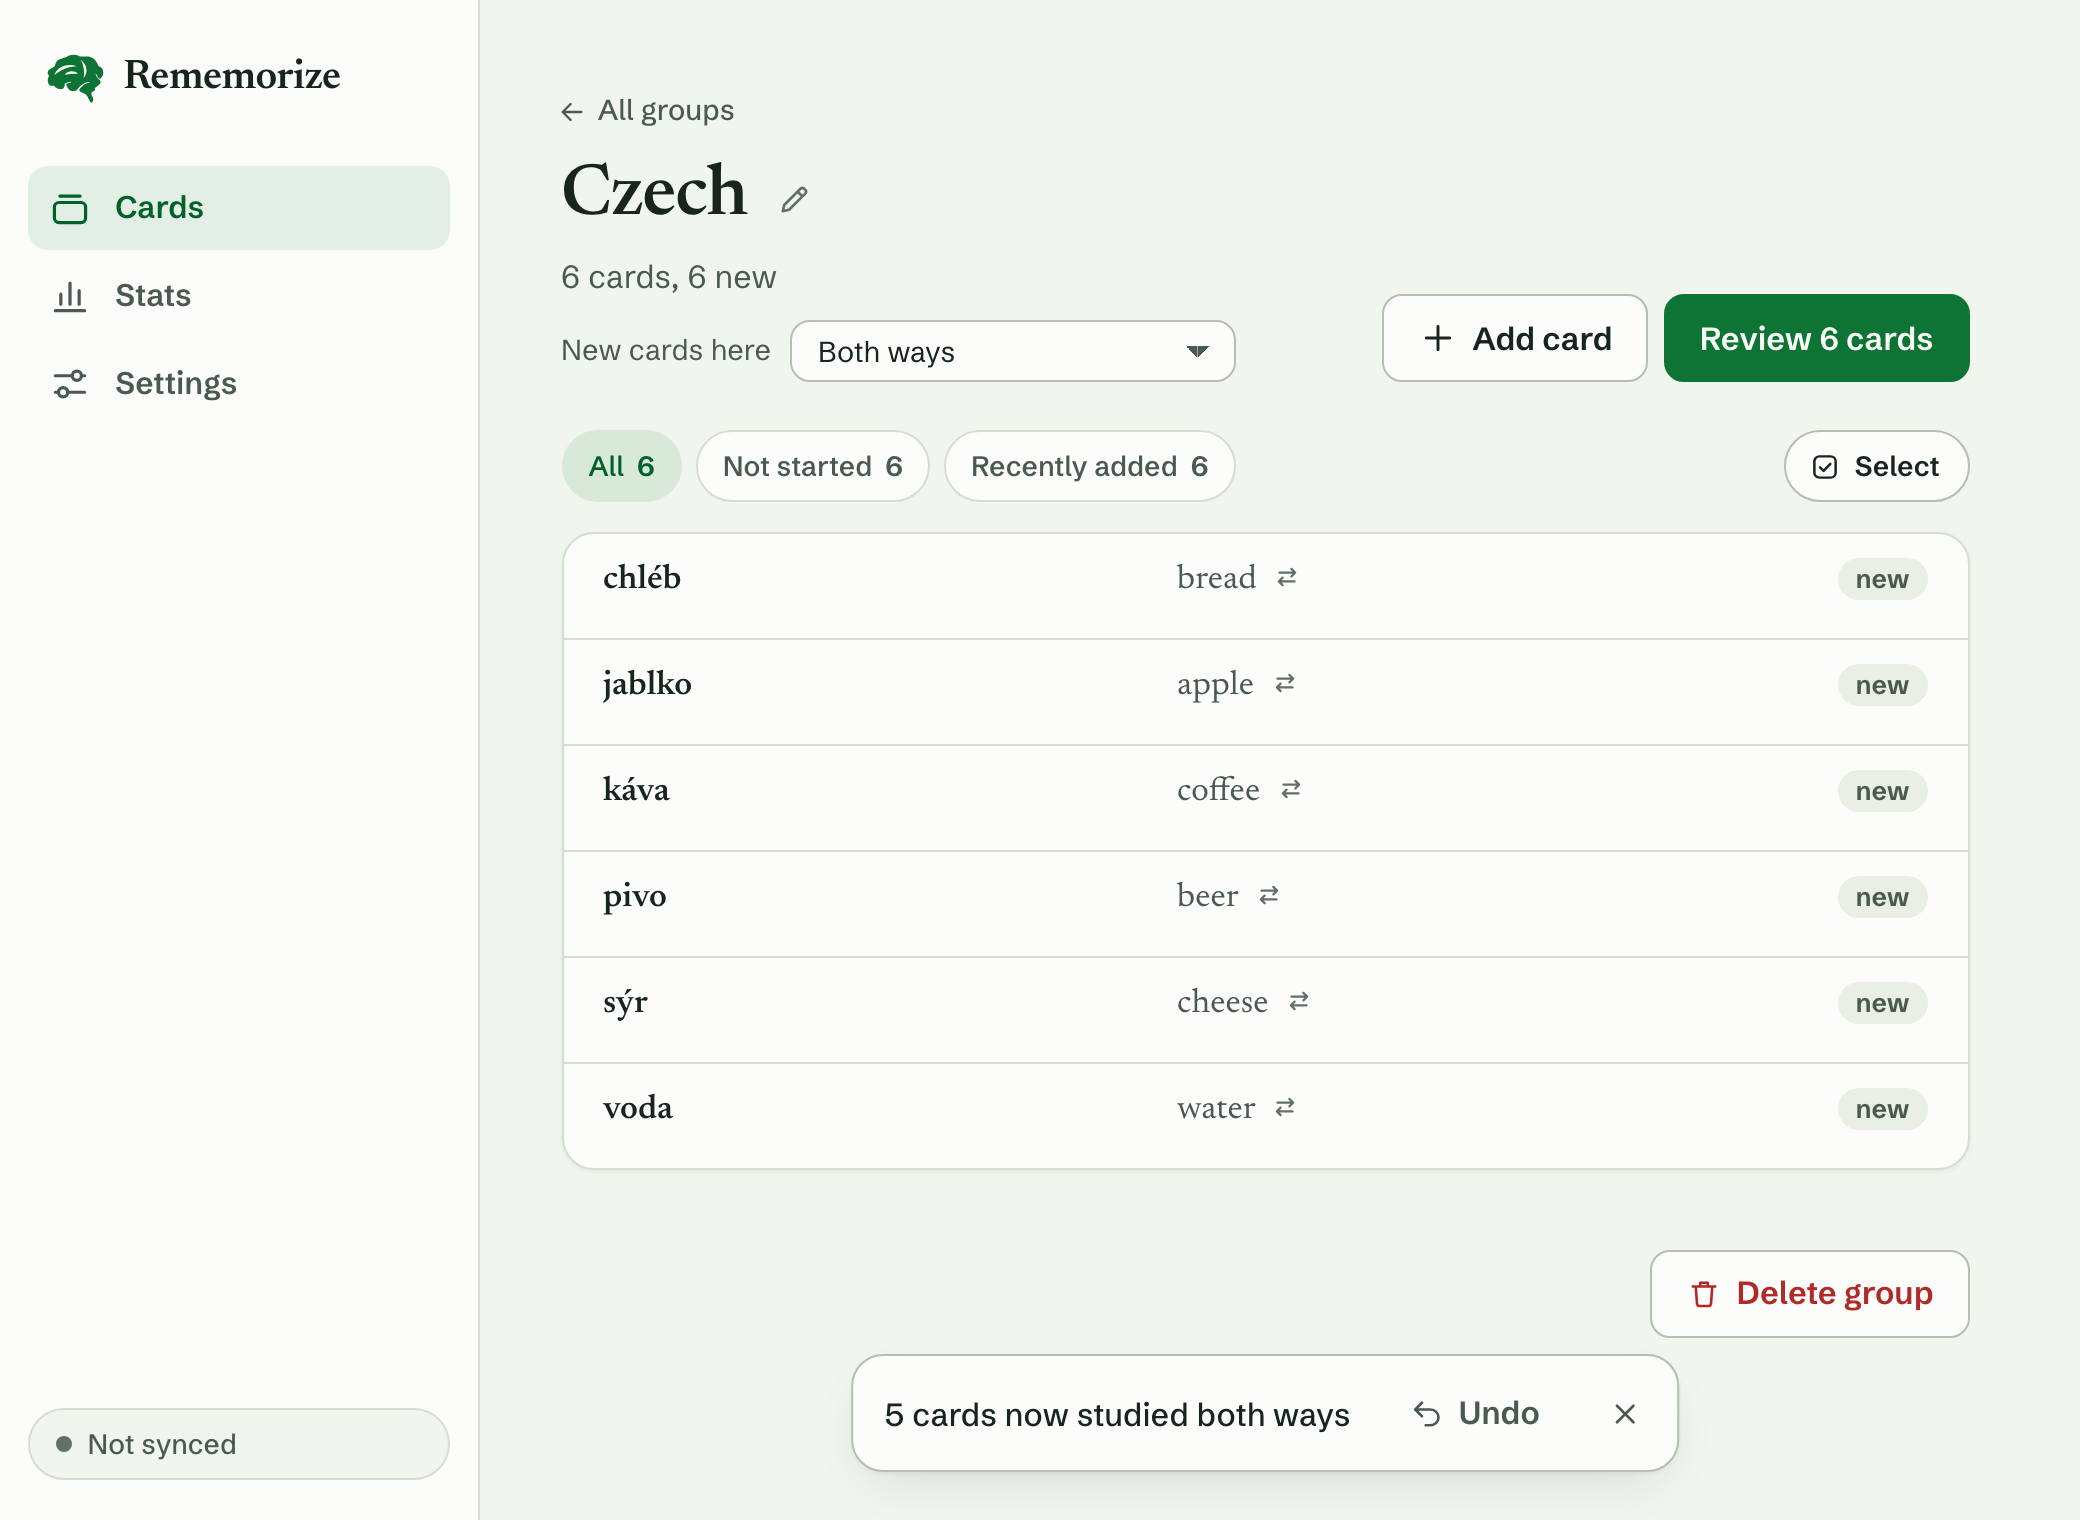 Rememorize
Cards
Stats
Settings
Not synced
← All groups
Czech
6 cards, 6 new
New cards here Both ways
+ Add card
Review 6 cards
All 6
Not started 6
Recently added 6
Select
chléb bread ⇄ new
jablko apple ⇄ new
káva coffee ⇄ new
pivo beer ⇄ new
sýr cheese ⇄ new
voda water ⇄ new
Delete group
5 cards now studied both ways Undo ×